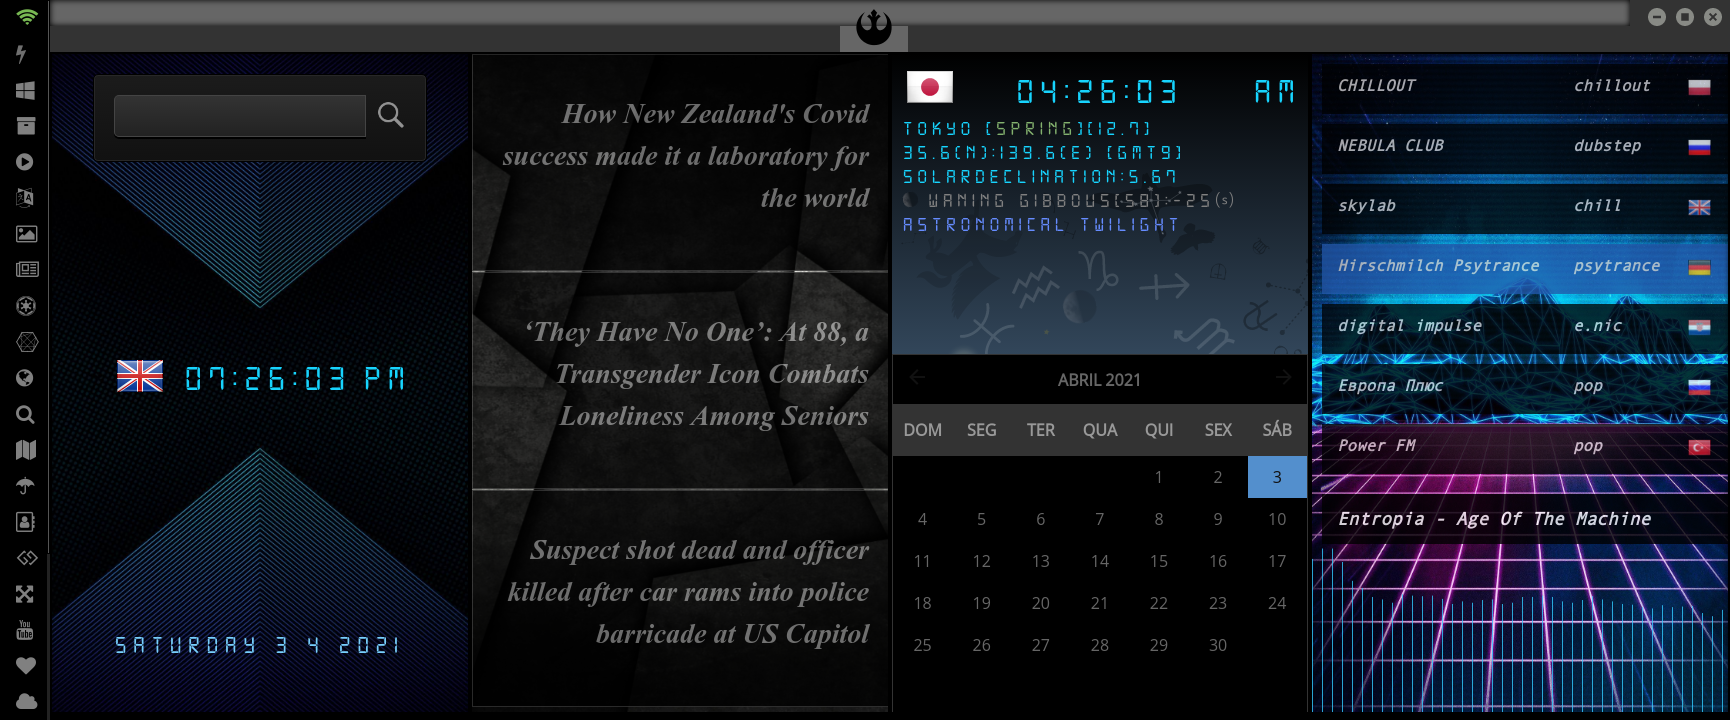 07:26:03 PM
SATURDAY 3 4 2021
How New Zealand's Covid
success made it a laboratory for
the world
‘They Have No One’: At 88, a
Transgender Icon Combats
Loneliness Among Seniors
Suspect shot dead and officer
killed after car rams into police
barricade at US Capitol
04:26:03 AM
TOKYO [SPRING][12.7]
35.6(N):139.6(E) [GMT9]
SOLARDECLINATION:5.67
WANING GIBBOUS(58)-25(s)
ASTRONOMICAL TWILIGHT
ABRIL 2021
DOM SEG TER QUA QUI SEX SÁB
1 2 3
4 5 6 7 8 9 10
11 12 13 14 15 16 17
18 19 20 21 22 23 24
25 26 27 28 29 30
CHILLOUT chillout
NEBULA CLUB dubstep
skylab chill
Hirschmilch Psytrance psytrance
digital impulse e.nic
Европа Плюс pop
Power FM pop
Entropia - Age Of The Machine
You
Tube